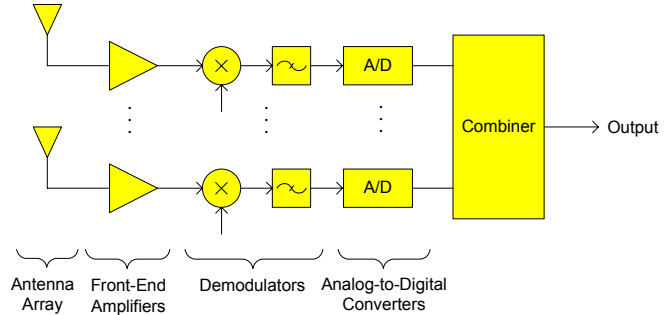 A/D
Combiner
Output
A/D
Antenna
Array
Front-End
Amplifiers
Demodulators
Analog-to-Digital
Converters